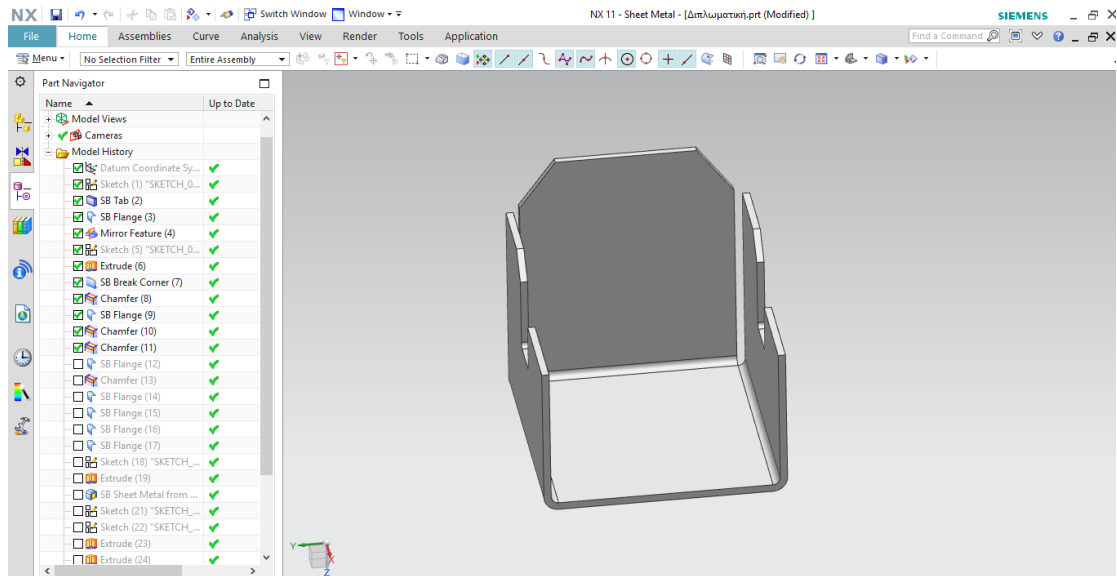 NX
Switch Window
Window
NX 11 - Sheet Metal - [Διπλωματική.prt (Modified) ]
SIEMENS
File
Home
Assemblies
Curve
Analysis
View
Render
Tools
Application
Find a Command
Menu
No Selection Filter
Entire Assembly
Part Navigator
Name
Up to Date
Model Views
Cameras
Model History
Datum Coordinate Sy...
Sketch (1) "SKETCH_0...
SB Tab (2)
SB Flange (3)
Mirror Feature (4)
Sketch (5) "SKETCH_0...
Extrude (6)
SB Break Corner (7)
Chamfer (8)
SB Flange (9)
Chamfer (10)
Chamfer (11)
SB Flange (12)
Chamfer (13)
SB Flange (14)
SB Flange (15)
SB Flange (16)
SB Flange (17)
Sketch (18) "SKETCH_...
Extrude (19)
SB Sheet Metal from ...
Sketch (21) "SKETCH_...
Sketch (22) "SKETCH_...
Extrude (23)
Extrude (24)
Y
X
Z